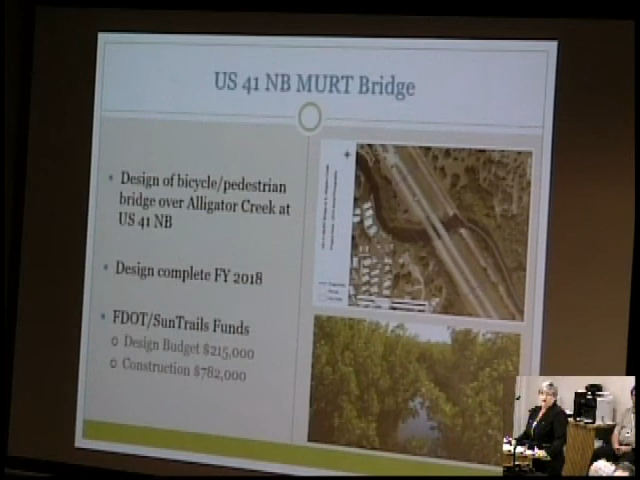 US 41 NB MURT Bridge
• Design of bicycle/pedestrian
bridge over Alligator Creek at
US 41 NB
• Design complete FY 2018
• FDOT/SunTrails Funds
o Design Budget $215,000
o Construction $782,000